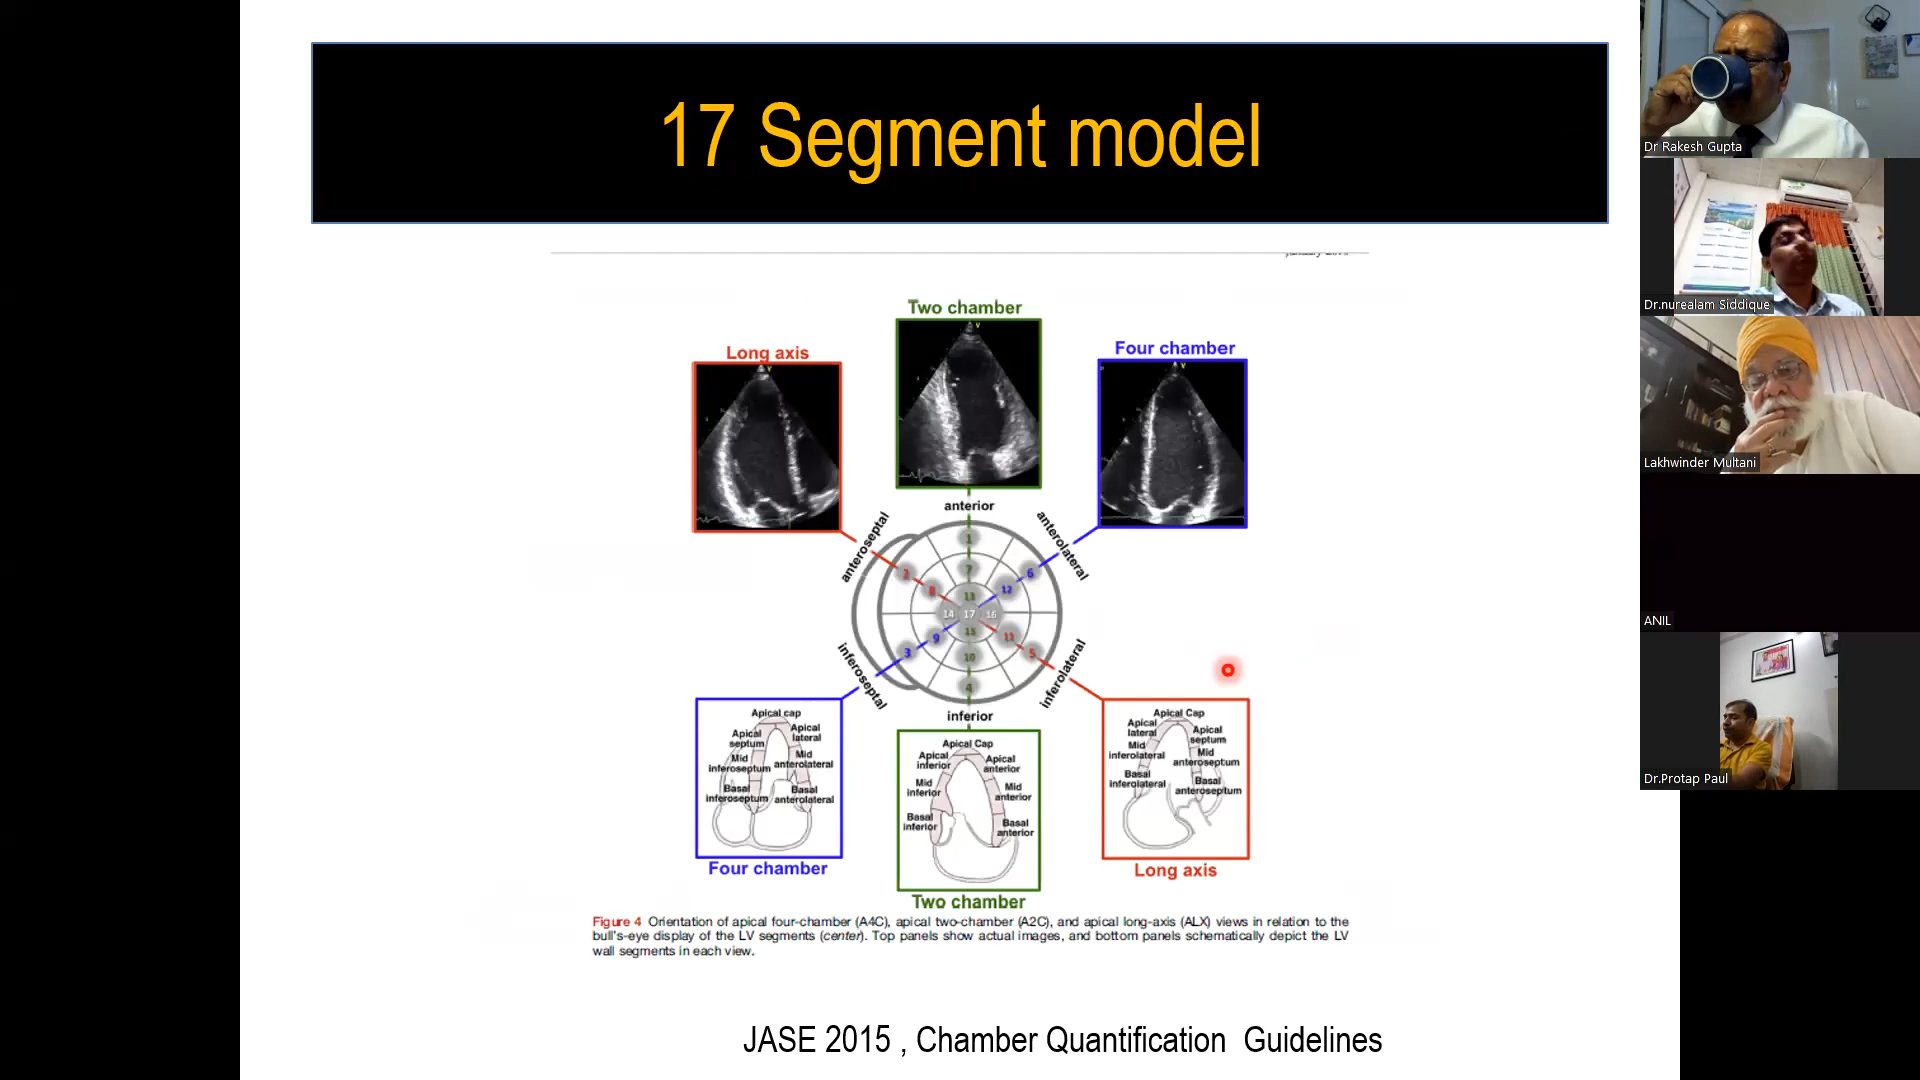 17 Segment model
Two chamber
Long axis
Four chamber
anterior
anteroseptal
anterolateral
1
2
7
6
8
12
13
14 17 16
15
9
11
3
5
10
4
inferoseptal
inferolateral
inferior
Apical cap
Apical
septum
Apical
lateral
Mid
inferoseptum
Mid
anterolateral
Basal
inferoseptum
Basal
anterolateral
Four chamber
Apical Cap
Apical
inferior
Apical
anterior
Mid
inferior
Mid
anterior
Basal
inferior
Basal
anterior
Two chamber
Apical Cap
Apical
lateral
Apical
septum
Mid
inferolateral
Mid
anteroseptum
Basal
inferolateral
Basal
anteroseptum
Long axis
Figure 4 Orientation of apical four-chamber (A4C), apical two-chamber (A2C), and apical long-axis (ALX) views in relation to the
bull's-eye display of the LV segments (center). Top panels show actual images, and bottom panels schematically depict the LV
wall segments in each view.
JASE 2015 , Chamber Quantification Guidelines
Dr Rakesh Gupta
Dr.nurealam Siddique
Lakhwinder Multani
ANIL
Dr.Protap Paul